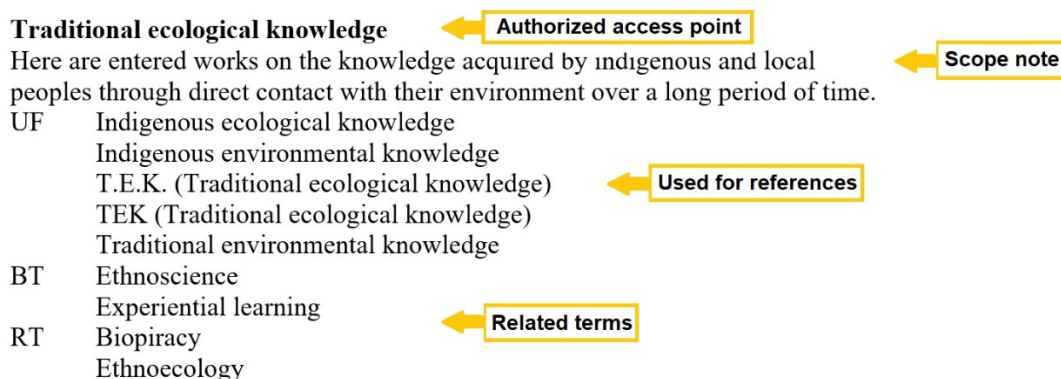 Traditional ecological knowledge
Authorized access point
Here are entered works on the knowledge acquired by indigenous and local
Scope note
peoples through direct contact with their environment over a long period of time.
UF Indigenous ecological knowledge
Indigenous environmental knowledge
T.E.K. (Traditional ecological knowledge)
Used for references
TEK (Traditional ecological knowledge)
Traditional environmental knowledge
BT Ethnoscience
Experiential learning
Related terms
RT Biopiracy
Ethnoecology